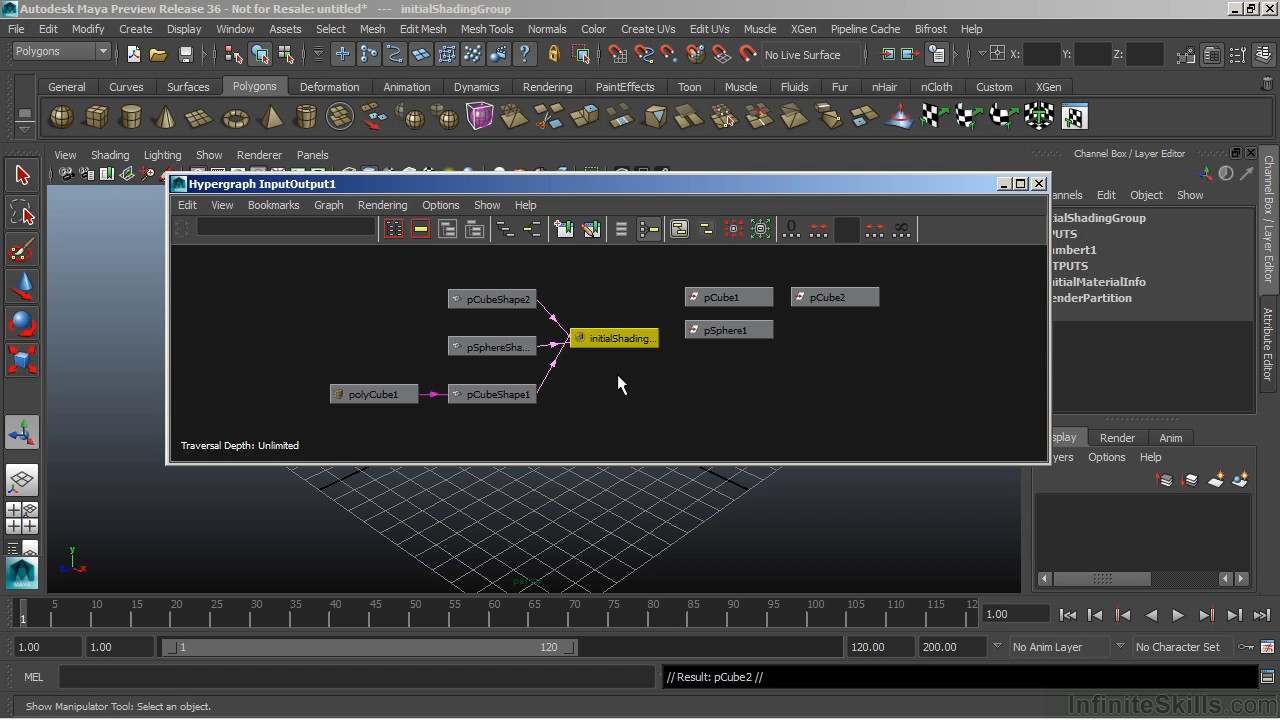 Autodesk Maya Preview Release 36 - Not for Resale: untitled* --- initialShadingGroup
File Edit Modify Create Display Window Assets Select Mesh Edit Mesh Mesh Tools Normals Color Create UVs Edit UVs Muscle XGen Pipeline Cache Bifrost Help
Polygons No Live Surface X: Y: Z:
General Curves Surfaces Polygons Deformation Animation Dynamics Rendering PaintEffects Toon Muscle Fluids Fur nHair nCloth Custom XGen
View Shading Lighting Show Renderer Panels
Channel Box / Layer Editor
Hypergraph InputOutput1
Edit View Bookmarks Graph Rendering Options Show Help
annels Edit Object Show
itialShadingGroup
PUTS
ambert1
TPUTS
nitialMaterialInfo
enderPartition
Channel Box / Layer Editor
Attribute Editor
pCubeShape2
pCube1 pCube2
pSphereSha...
initialShading...
pSphere1
polyCube1 pCubeShape1
Traversal Depth: Unlimited
splay Render Anim
yers Options Help
y
persp
MAYA
1 5 10 15 20 25 30 35 40 45 50 55 60 65 70 75 80 85 90 95 100 105 110 115 12
1.00
1.00 1.00 1 120 120.00 200.00 No Anim Layer No Character Set
MEL // Result: pCube2 //
Show Manipulator Tool: Select an object.
InfiniteSkills.com